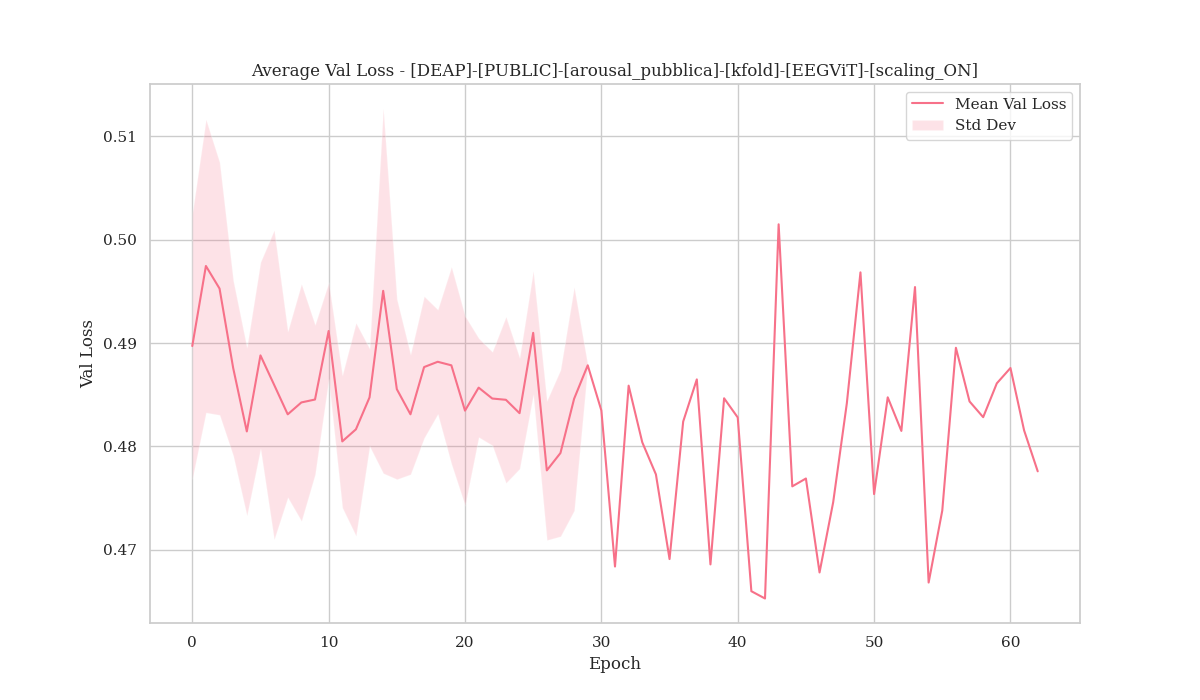 Average Val Loss - [DEAP]-[PUBLIC]-[arousal_pubblica]-[kfold]-[EEGViT]-[scaling_ON]
Mean Val Loss
Std Dev
Val Loss
0.51
0.50
0.49
0.48
0.47
0 10 20 30 40 50 60
Epoch